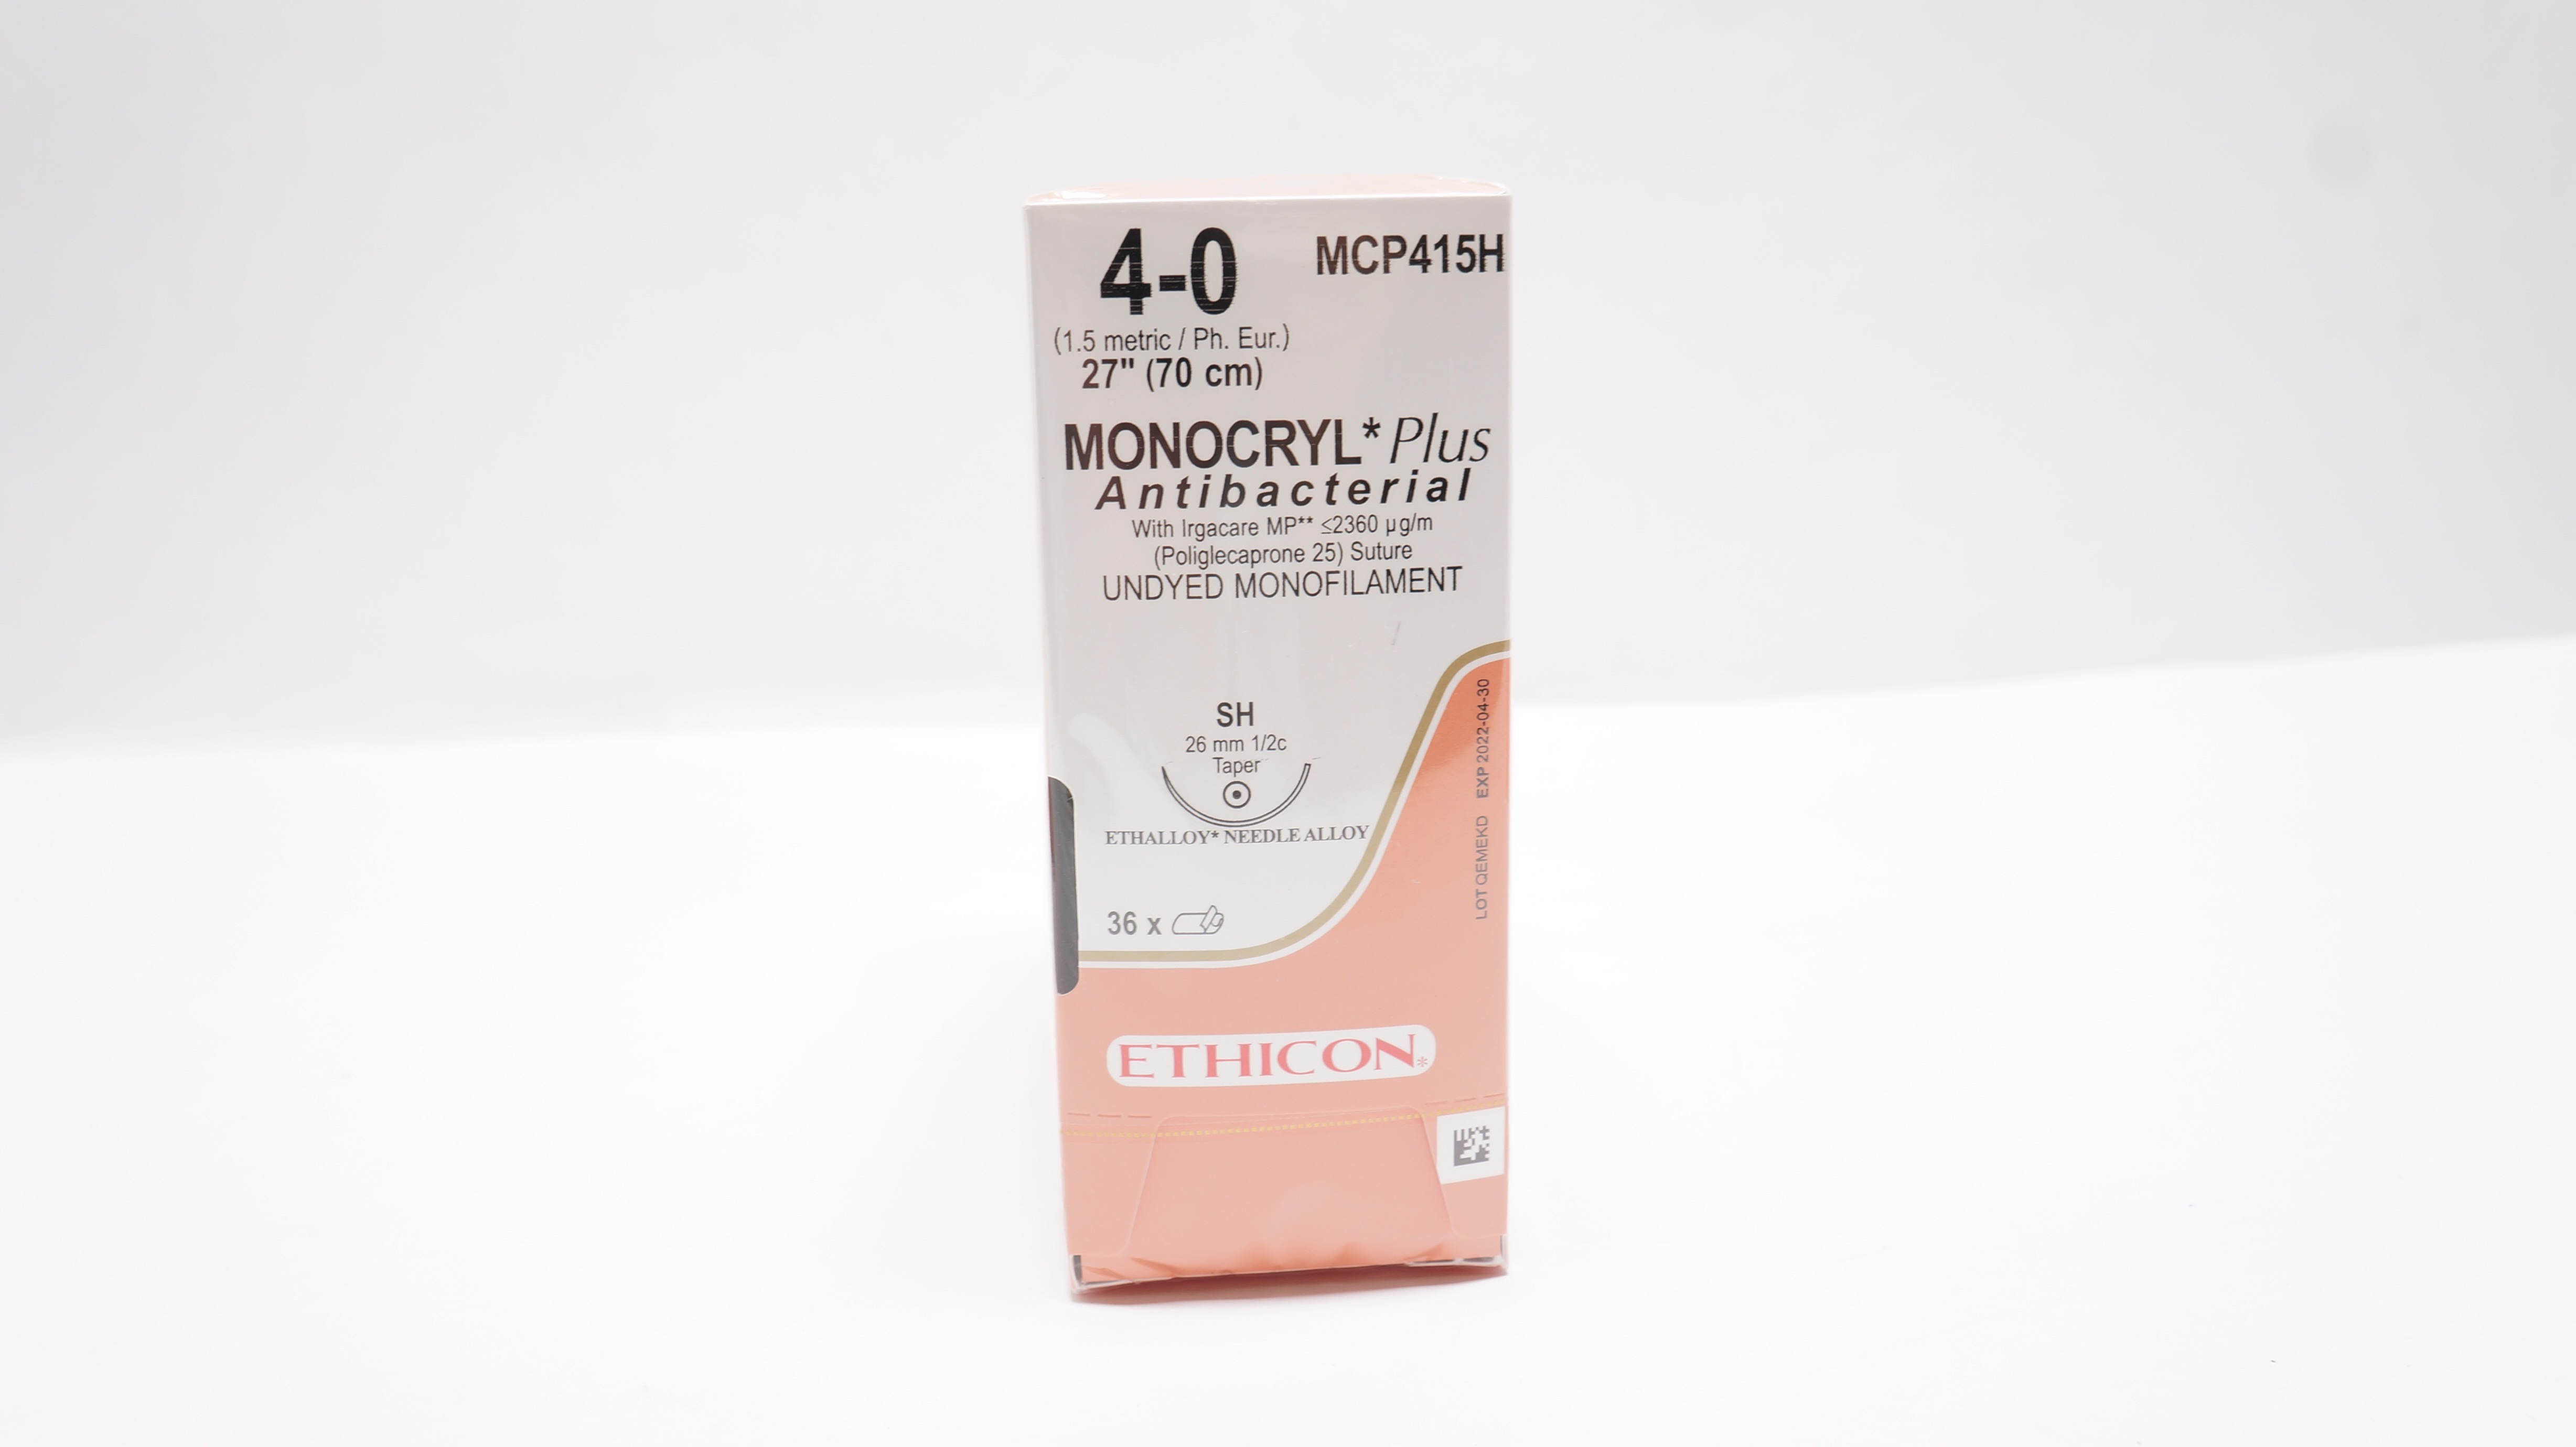 4-0
MCP415H
(1.5 metric / Ph. Eur.)
27" (70 cm)
MONOCRYL* Plus
Antibacterial
With Irgacare MP** ≤2360 µg/m
(Poliglecaprone 25) Suture
UNDYED MONOFILAMENT
SH
26 mm 1/2c
Taper
ETHALLOY* NEEDLE ALLOY
36 x
LOT QEMEKD EXP 2022-04-30
ETHICON*